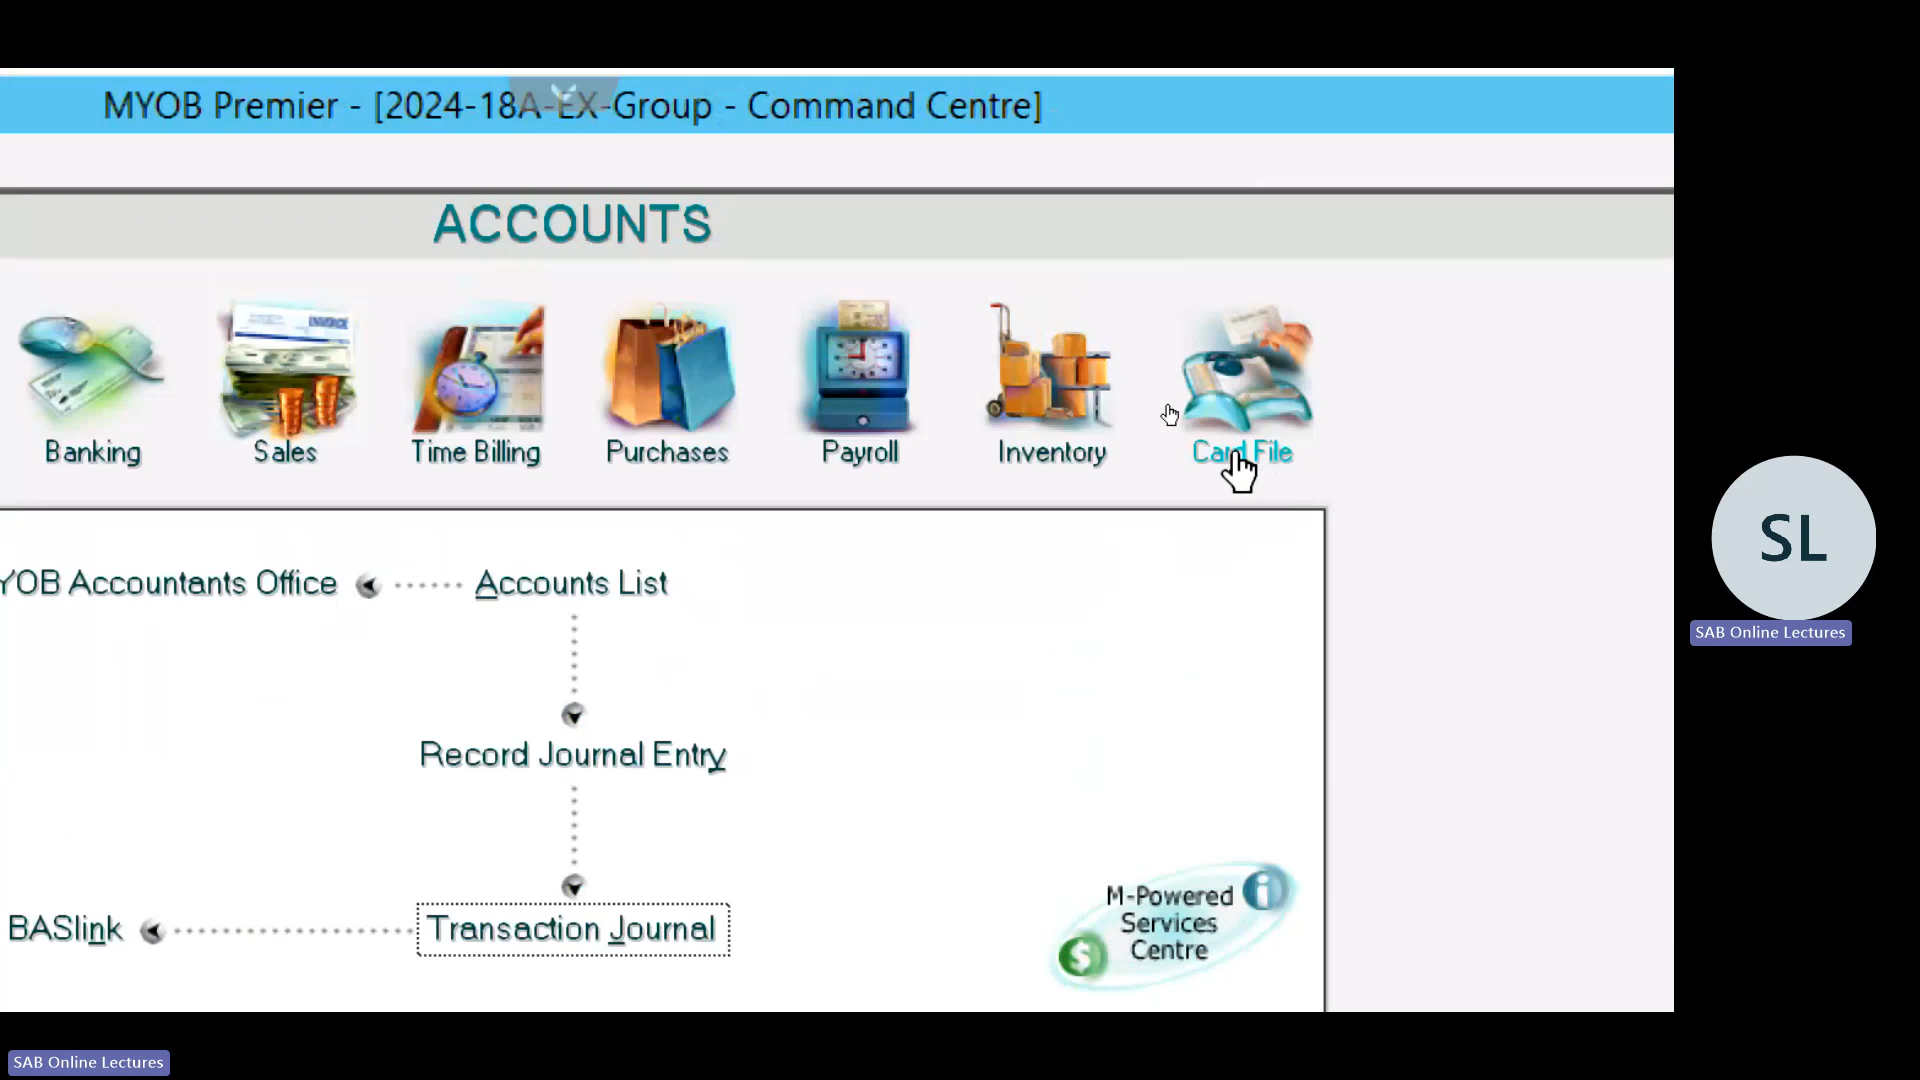 MYOB Premier - [2024-18A-EX-Group - Command Centre]
ACCOUNTS
Banking
Sales
Time Billing
Purchases
Payroll
Inventory
Card File
YOB Accountants Office
Accounts List
Record Journal Entry
BASlink
Transaction Journal
M-Powered
Services
Centre
SL
SAB Online Lectures
SAB Online Lectures